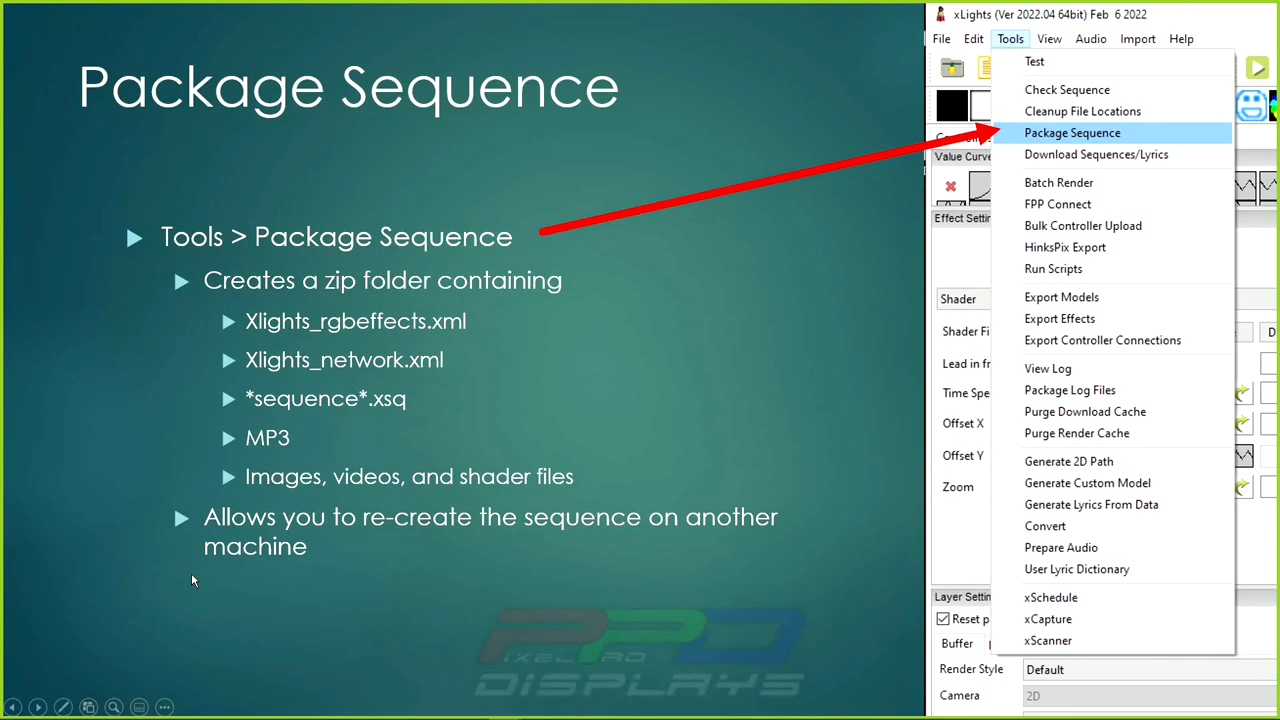 Package Sequence
Tools > Package Sequence
Creates a zip folder containing
Xlights_rgbeffects.xml
Xlights_network.xml
*sequence*.xsq
MP3
Images, videos, and shader files
Allows you to re-create the sequence on another
machine
PPD
PIXEL PRO
DISPLAYS
xLights (Ver 2022.04 64bit) Feb 6 2022
File Edit Tools View Audio Import Help
Test
Check Sequence
Cleanup File Locations
Package Sequence
Download Sequences/Lyrics
Batch Render
FPP Connect
Bulk Controller Upload
HinksPix Export
Run Scripts
Export Models
Export Effects
Export Controller Connections
View Log
Package Log Files
Purge Download Cache
Purge Render Cache
Generate 2D Path
Generate Custom Model
Generate Lyrics From Data
Convert
Prepare Audio
User Lyric Dictionary
xSchedule
xCapture
xScanner
Value Curve
Effect Setti
Shader
Shader Fi
Lead in fr
Time Spe
Offset X
Offset Y
Zoom
Layer Settin
Reset p
Buffer
Render Style Default
Camera 2D